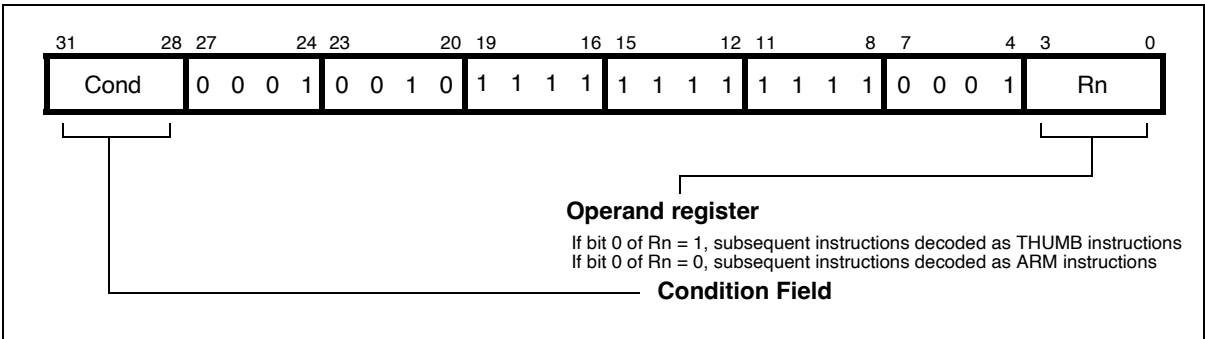 31 28 27 24 23 20 19 16 15 12 11 8 7 4 3 0
Cond 0 0 0 1 0 0 1 0 1 1 1 1 1 1 1 1 1 1 1 1 0 0 0 1 Rn
Operand register
If bit 0 of Rn = 1, subsequent instructions decoded as THUMB instructions
If bit 0 of Rn = 0, subsequent instructions decoded as ARM instructions
Condition Field